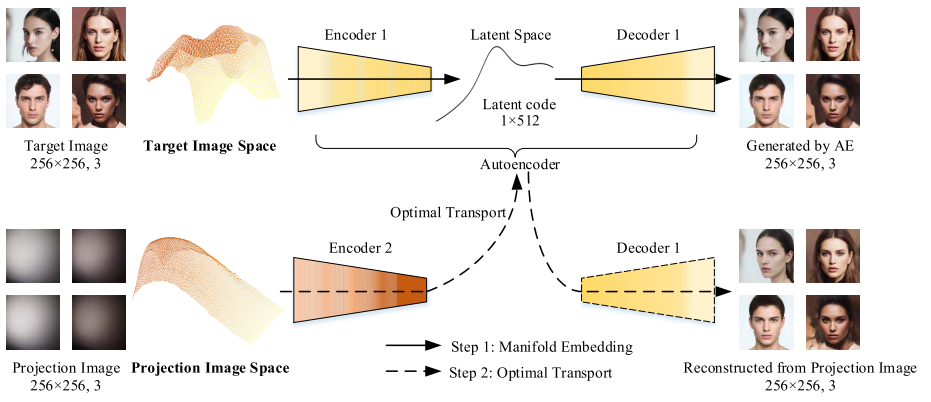 Encoder 1
Latent Space
Decoder 1
Latent code
1×512
Target Image
256×256, 3
Target Image Space
Generated by AE
256×256, 3
Autoencoder
Optimal Transport
Encoder 2
Decoder 1
Step 1: Manifold Embedding
Projection Image
256×256, 3
Projection Image Space
Step 2: Optimal Transport
Reconstructed from Projection Image
256×256, 3